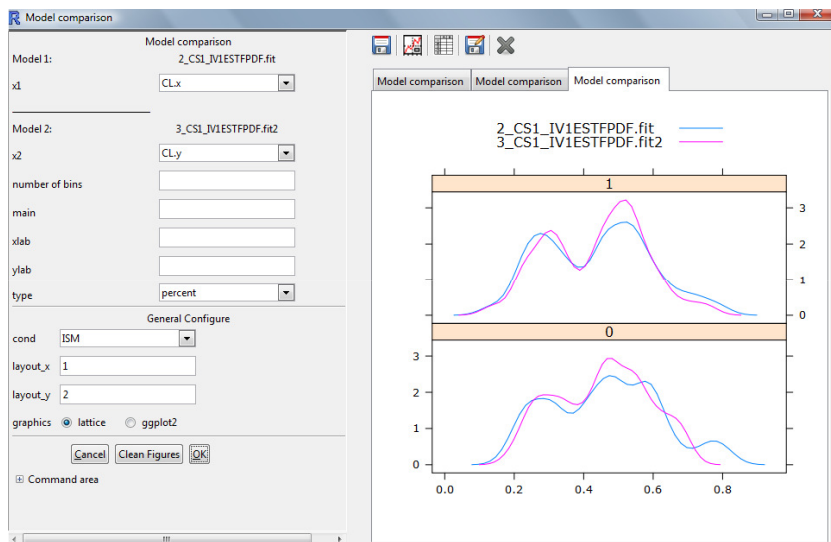 Model comparison
Model comparison
Model 1: 2_CS1_IV1ESTFPDF.fit
x1 CL.x
Model 2: 3_CS1_IV1ESTFPDF.fit2
x2 CL.y
number of bins
main
xlab
ylab
type percent
General Configure
cond ISM
layout_x 1
layout_y 2
graphics lattice ggplot2
Cancel Clean Figures OK
Command area
Model comparison Model comparison Model comparison
2_CS1_IV1ESTFPDF.fit
3_CS1_IV1ESTFPDF.fit2
1
3
2
1
0
0
3
2
1
0
0.0 0.2 0.4 0.6 0.8